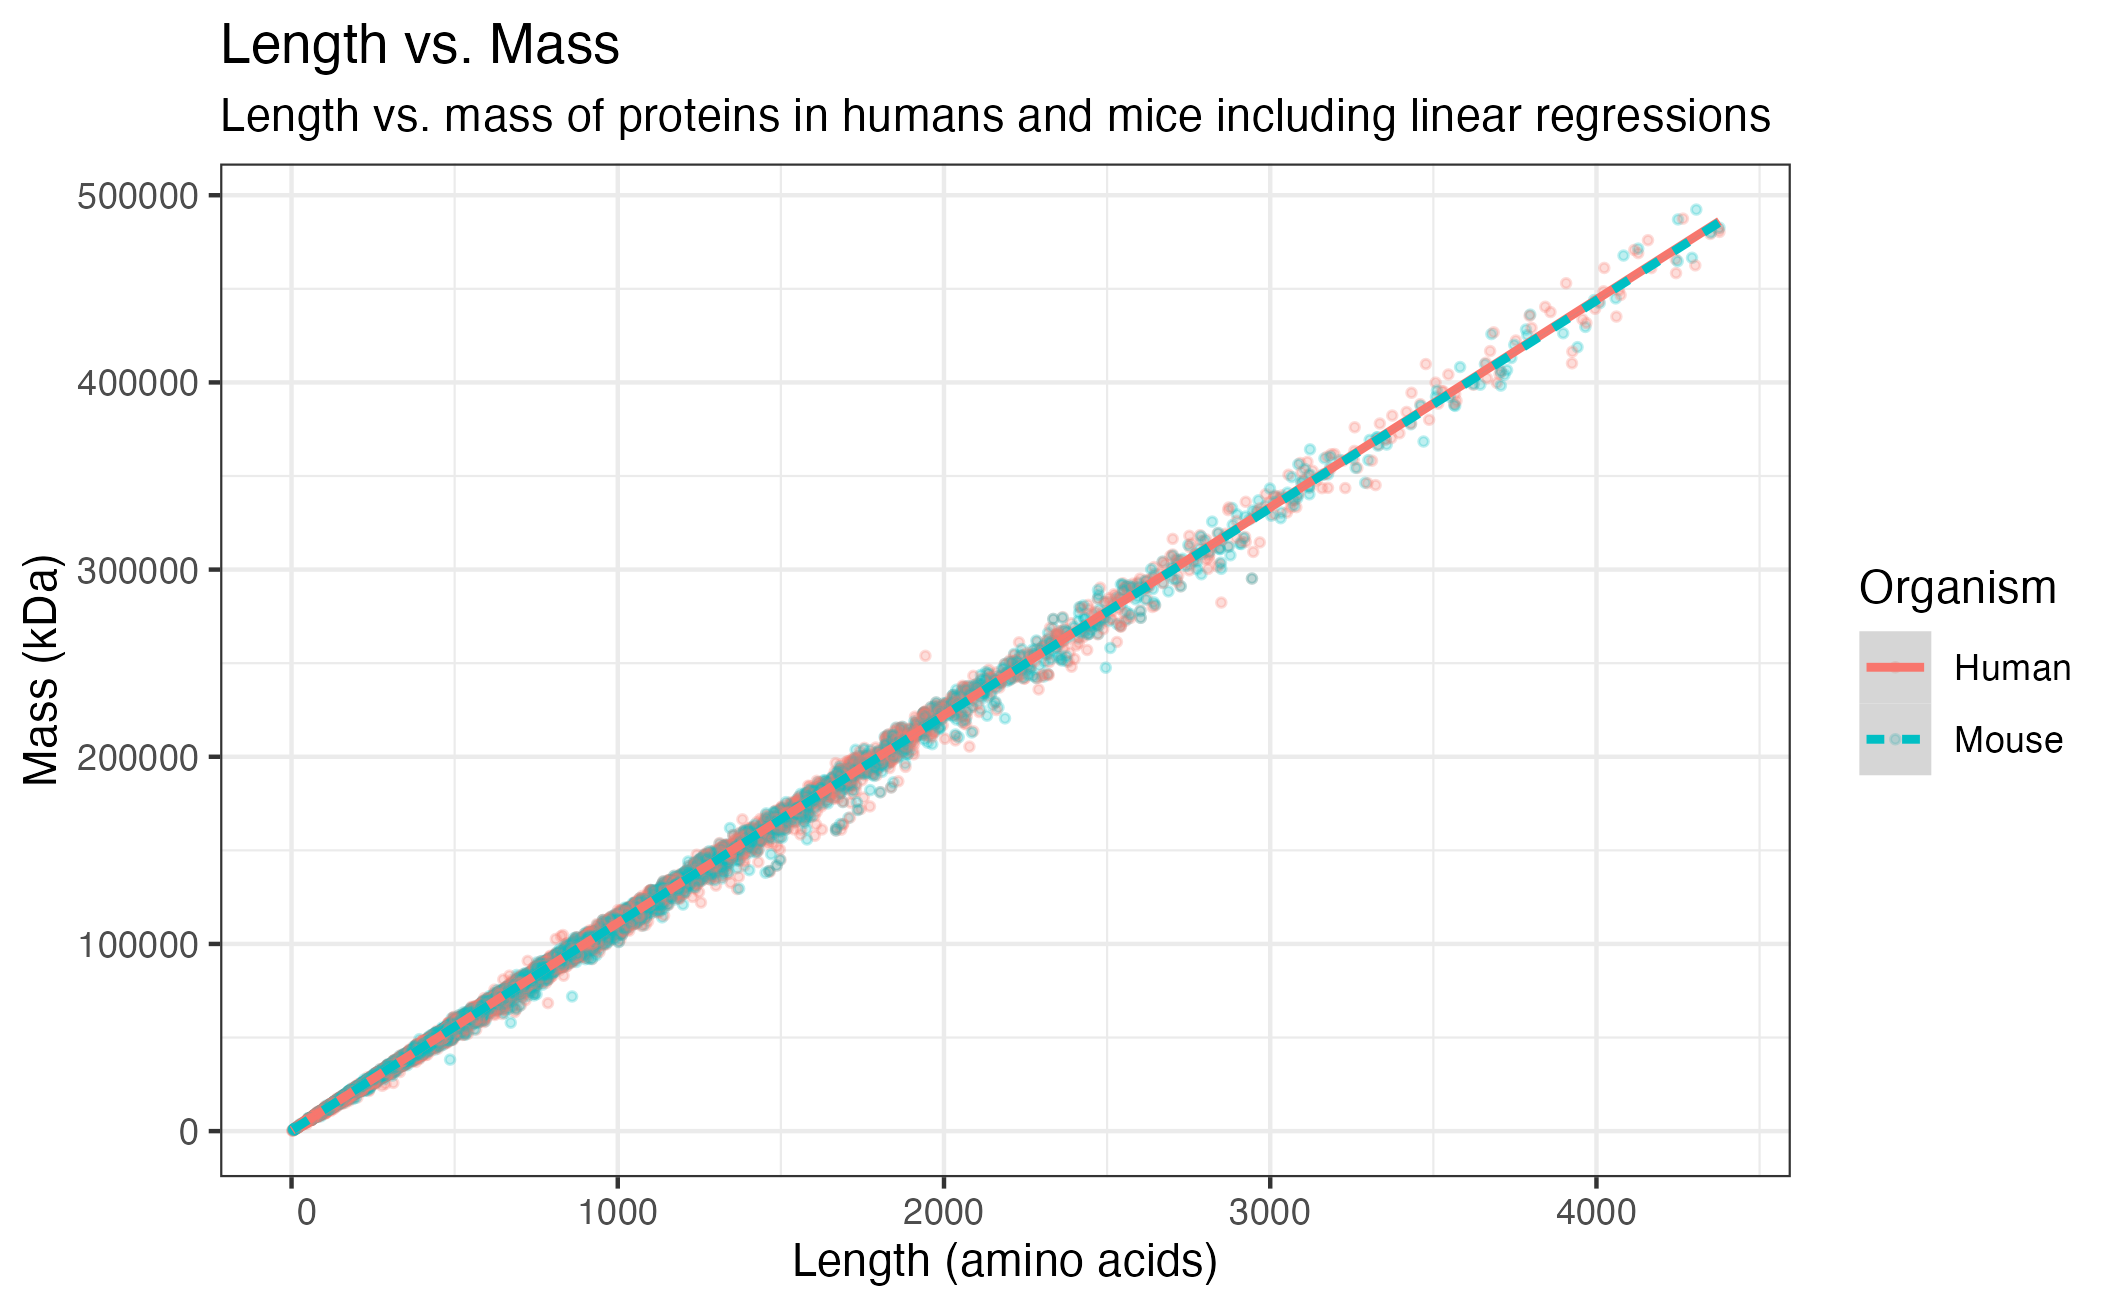 Length vs. Mass
Length vs. mass of proteins in humans and mice including linear regressions
500000
400000
300000
200000
100000
0
Mass (kDa)
0 1000 2000 3000 4000
Length (amino acids)
Organism
Human
Mouse